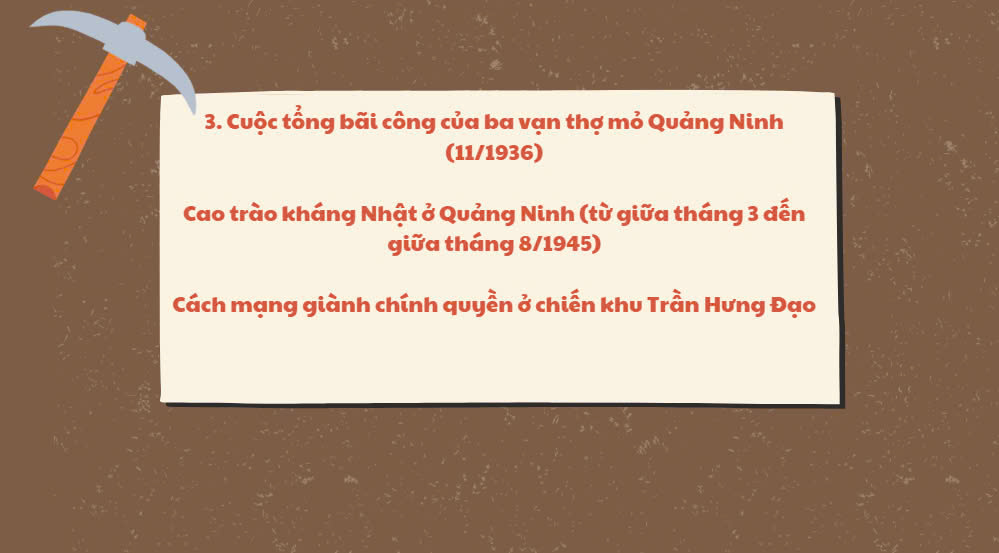 3. Cuộc tổng bãi công của ba vạn thợ mỏ Quảng Ninh
(11/1936)
Cao trào kháng Nhật ở Quảng Ninh (từ giữa tháng 3 đến
giữa tháng 8/1945)
Cách mạng giành chính quyền ở chiến khu Trần Hưng Đạo